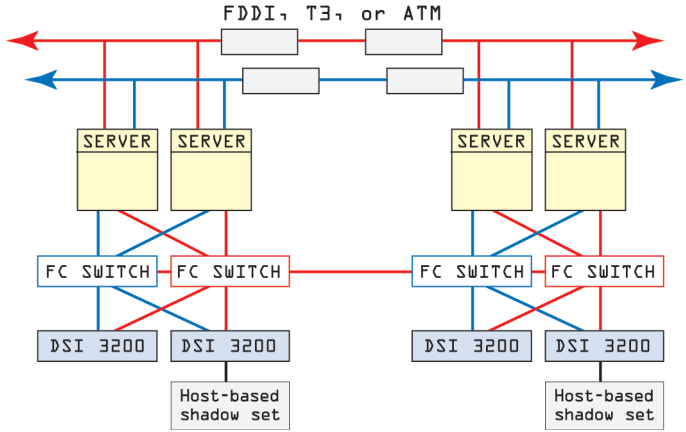 FDDI, T3, or ATM
SERVER
SERVER
SERVER
SERVER
FC SWITCH
FC SWITCH
FC SWITCH
FC SWITCH
DSI 3200
DSI 3200
DSI 3200
DSI 3200
Host-based
shadow set
Host-based
shadow set